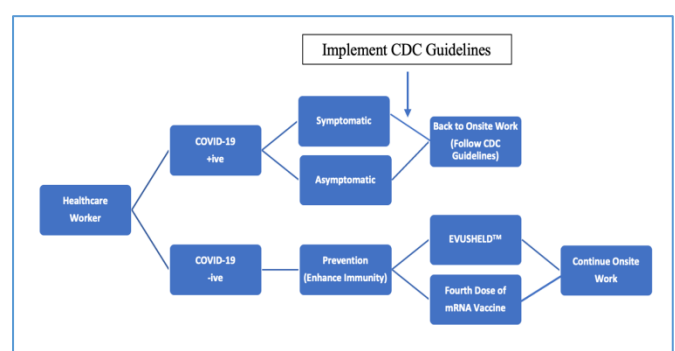 Implement CDC Guidelines
Symptomatic
COVID-19
+ive
Back to Onsite Work
(Follow CDC
Guidelines)
Asymptomatic
Healthcare
Worker
EVUSHELD™
COVID-19
-ive
Prevention
(Enhance Immunity)
Continue Onsite
Work
Fourth Dose of
mRNA Vaccine